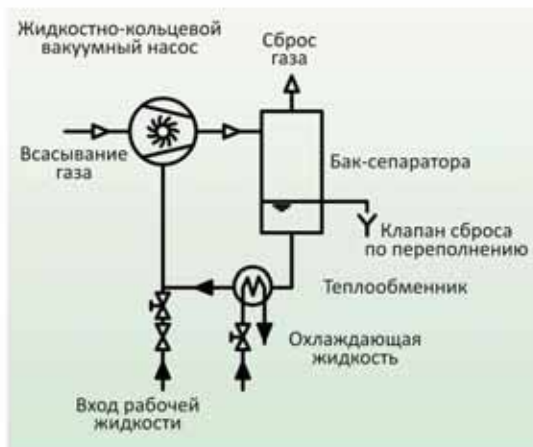 Жидкостно-кольцевой
вакуумный насос
Сброс
газа
Всасывание
газа
Бак-сепаратора
Клапан сброса
по переполнению
Теплообменник
Охлаждающая
жидкость
Вход рабочей
жидкости